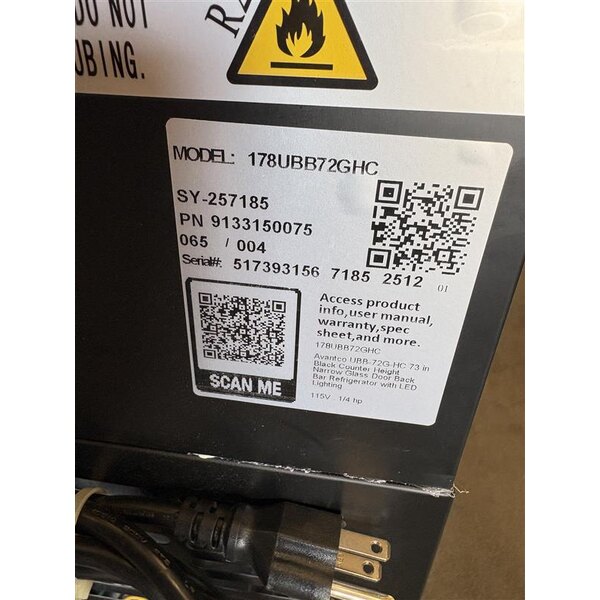 DO NOT
UBING.
MODEL: 178UBB72GHC
SY-257185
PN 9133150075
065 / 004
Serial#: 517393156 7185 2512 01
Access product
info,user manual,
warranty,spec
sheet,and more.
178UBB72GHC
Avantco UBB-72G-HC 73 in
Black Counter Height
Narrow Glass Door Back
Bar Refrigerator with LED
Lighting
115V 1/4 hp
SCAN ME